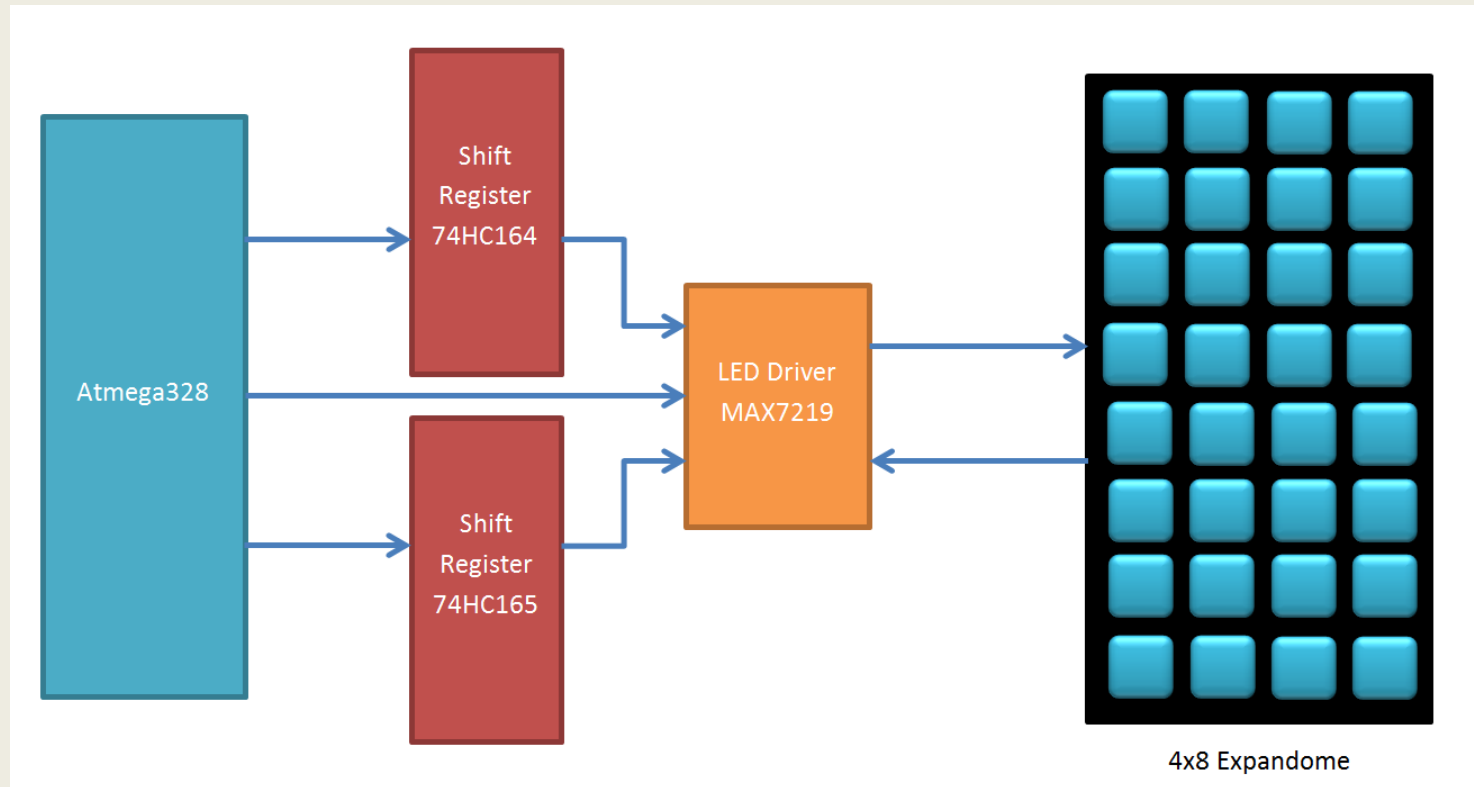 Atmega328
Shift
Register
74HC164
Shift
Register
74HC165
LED Driver
MAX7219
4x8 Expandome